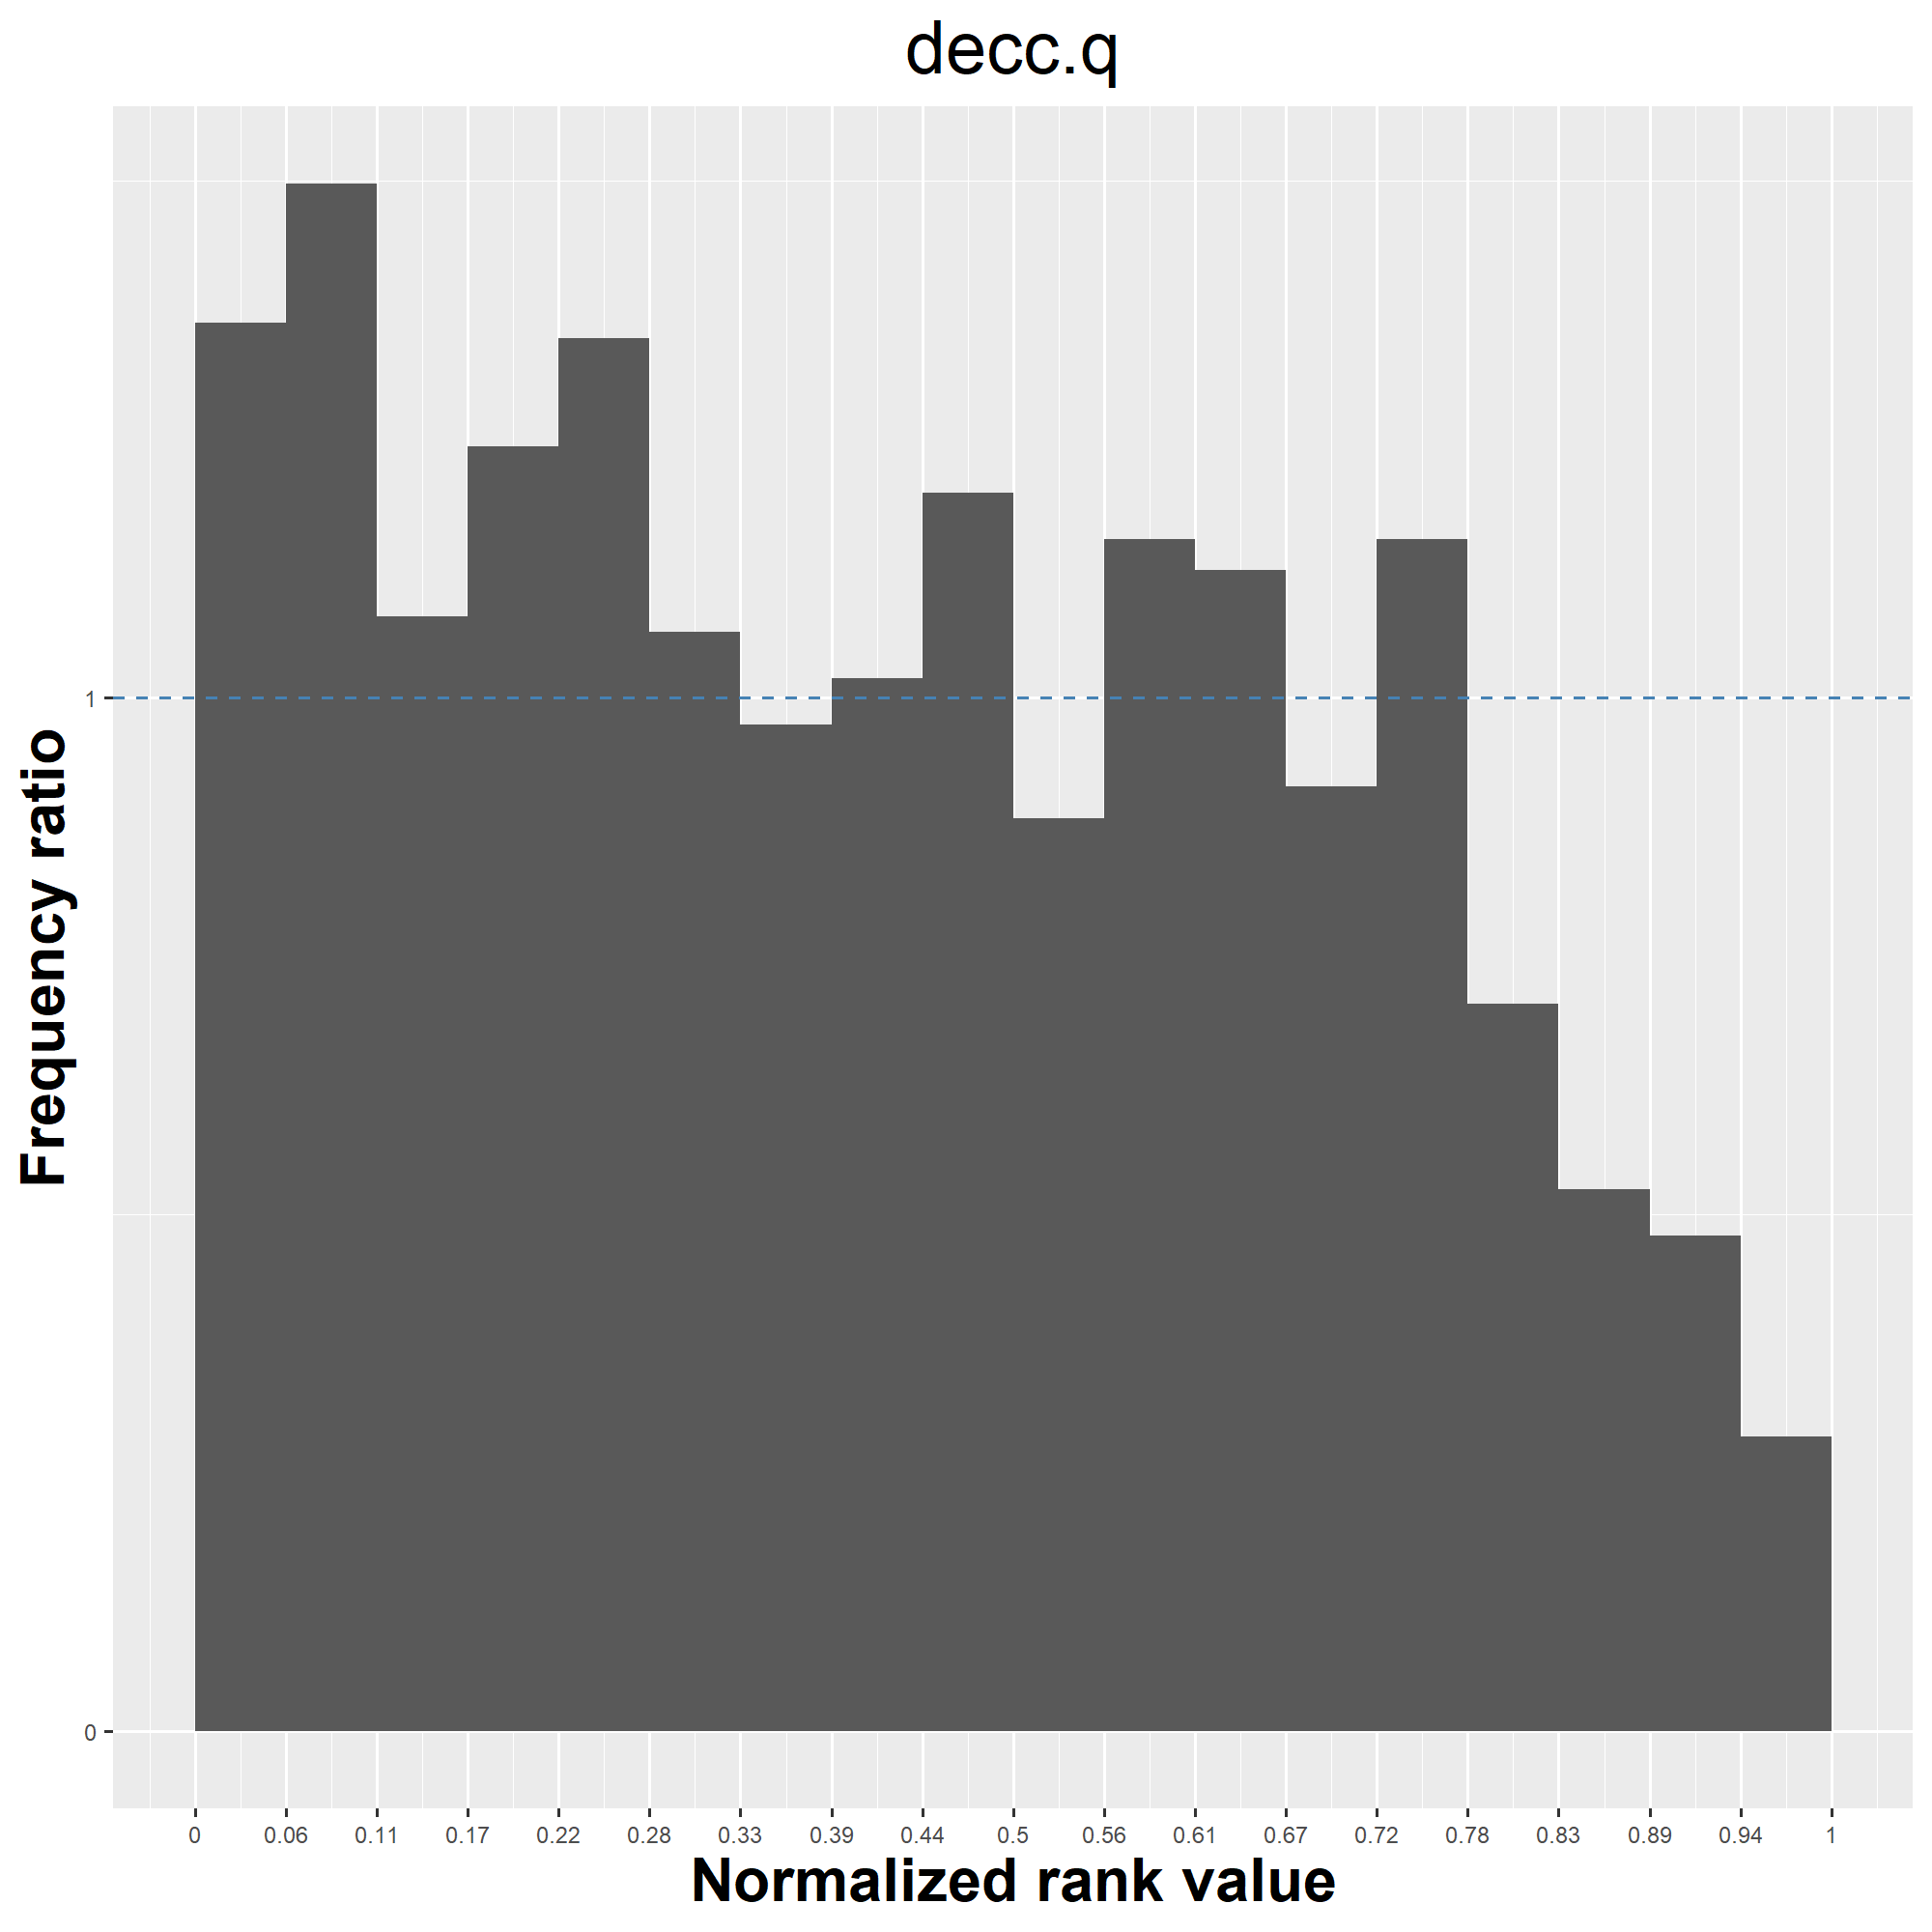 decc.q
Frequency ratio
1
0
0 0.06 0.11 0.17 0.22 0.28 0.33 0.39 0.44 0.5 0.56 0.61 0.67 0.72 0.78 0.83 0.89 0.94 1
Normalized rank value